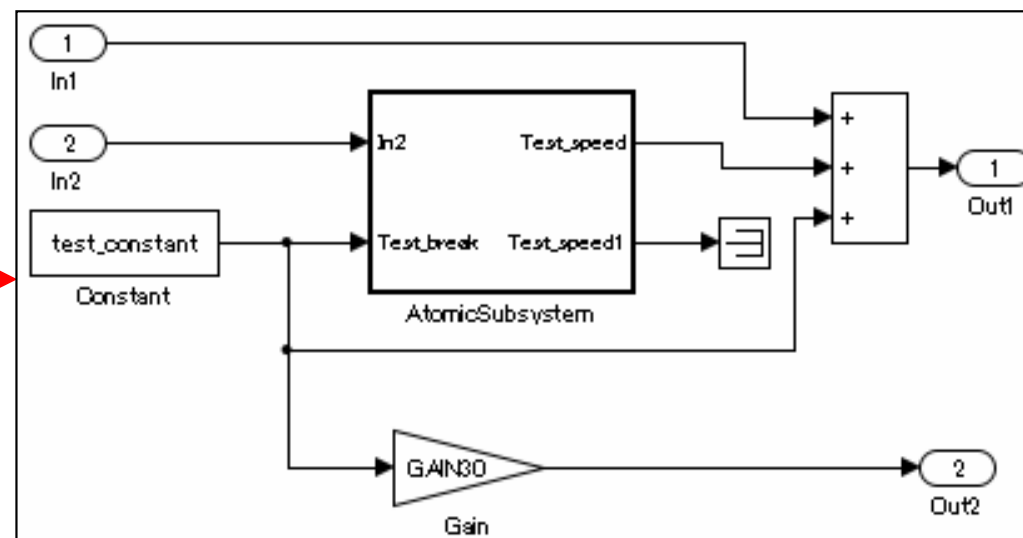 1
In1
2
In2
test_constant
Constant
In2
Test_speed
Test_break
Test_speed1
AtomicSubsystem
+
+
+
1
Out1
GAIN30
Gain
2
Out2